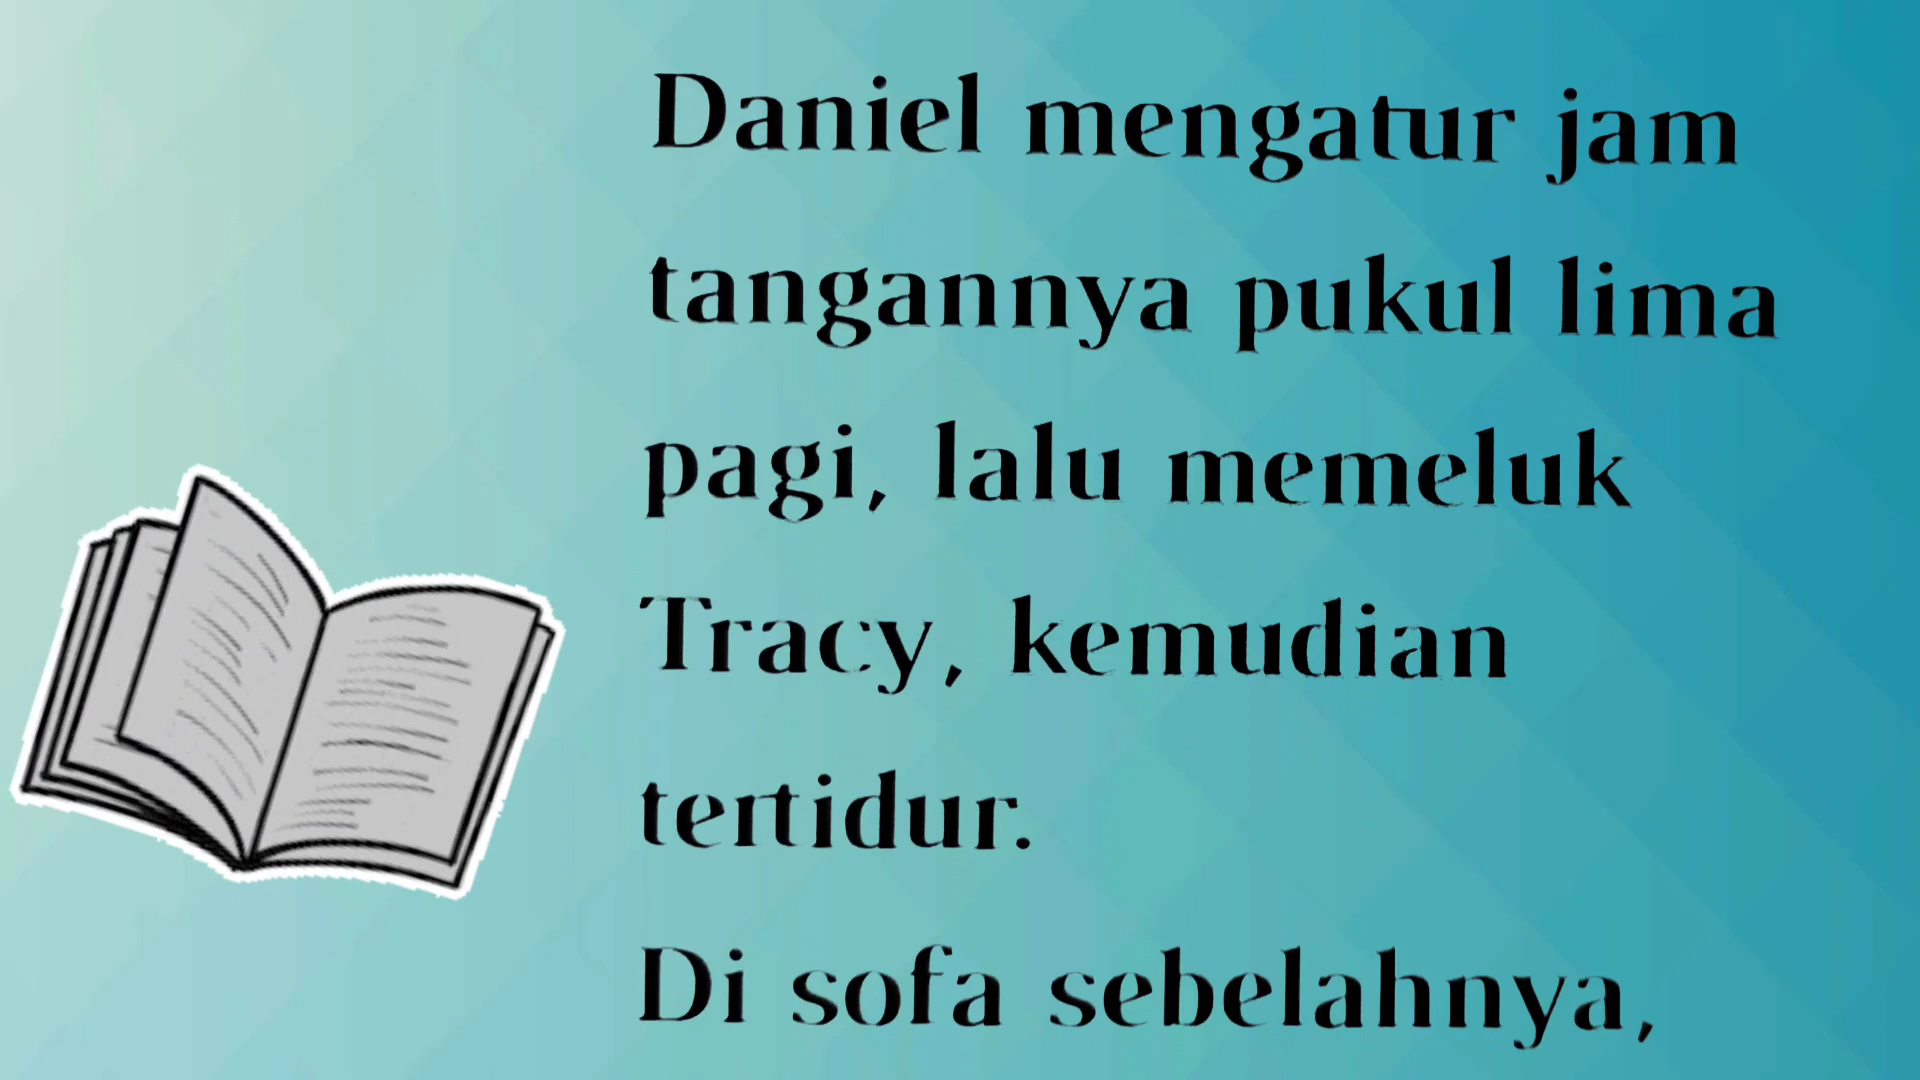 Daniel mengatur jam
tangannya pukul lima
pagi, lalu memeluk
Tracy, kemudian
tertidur.
Di sofa sebelahnya,